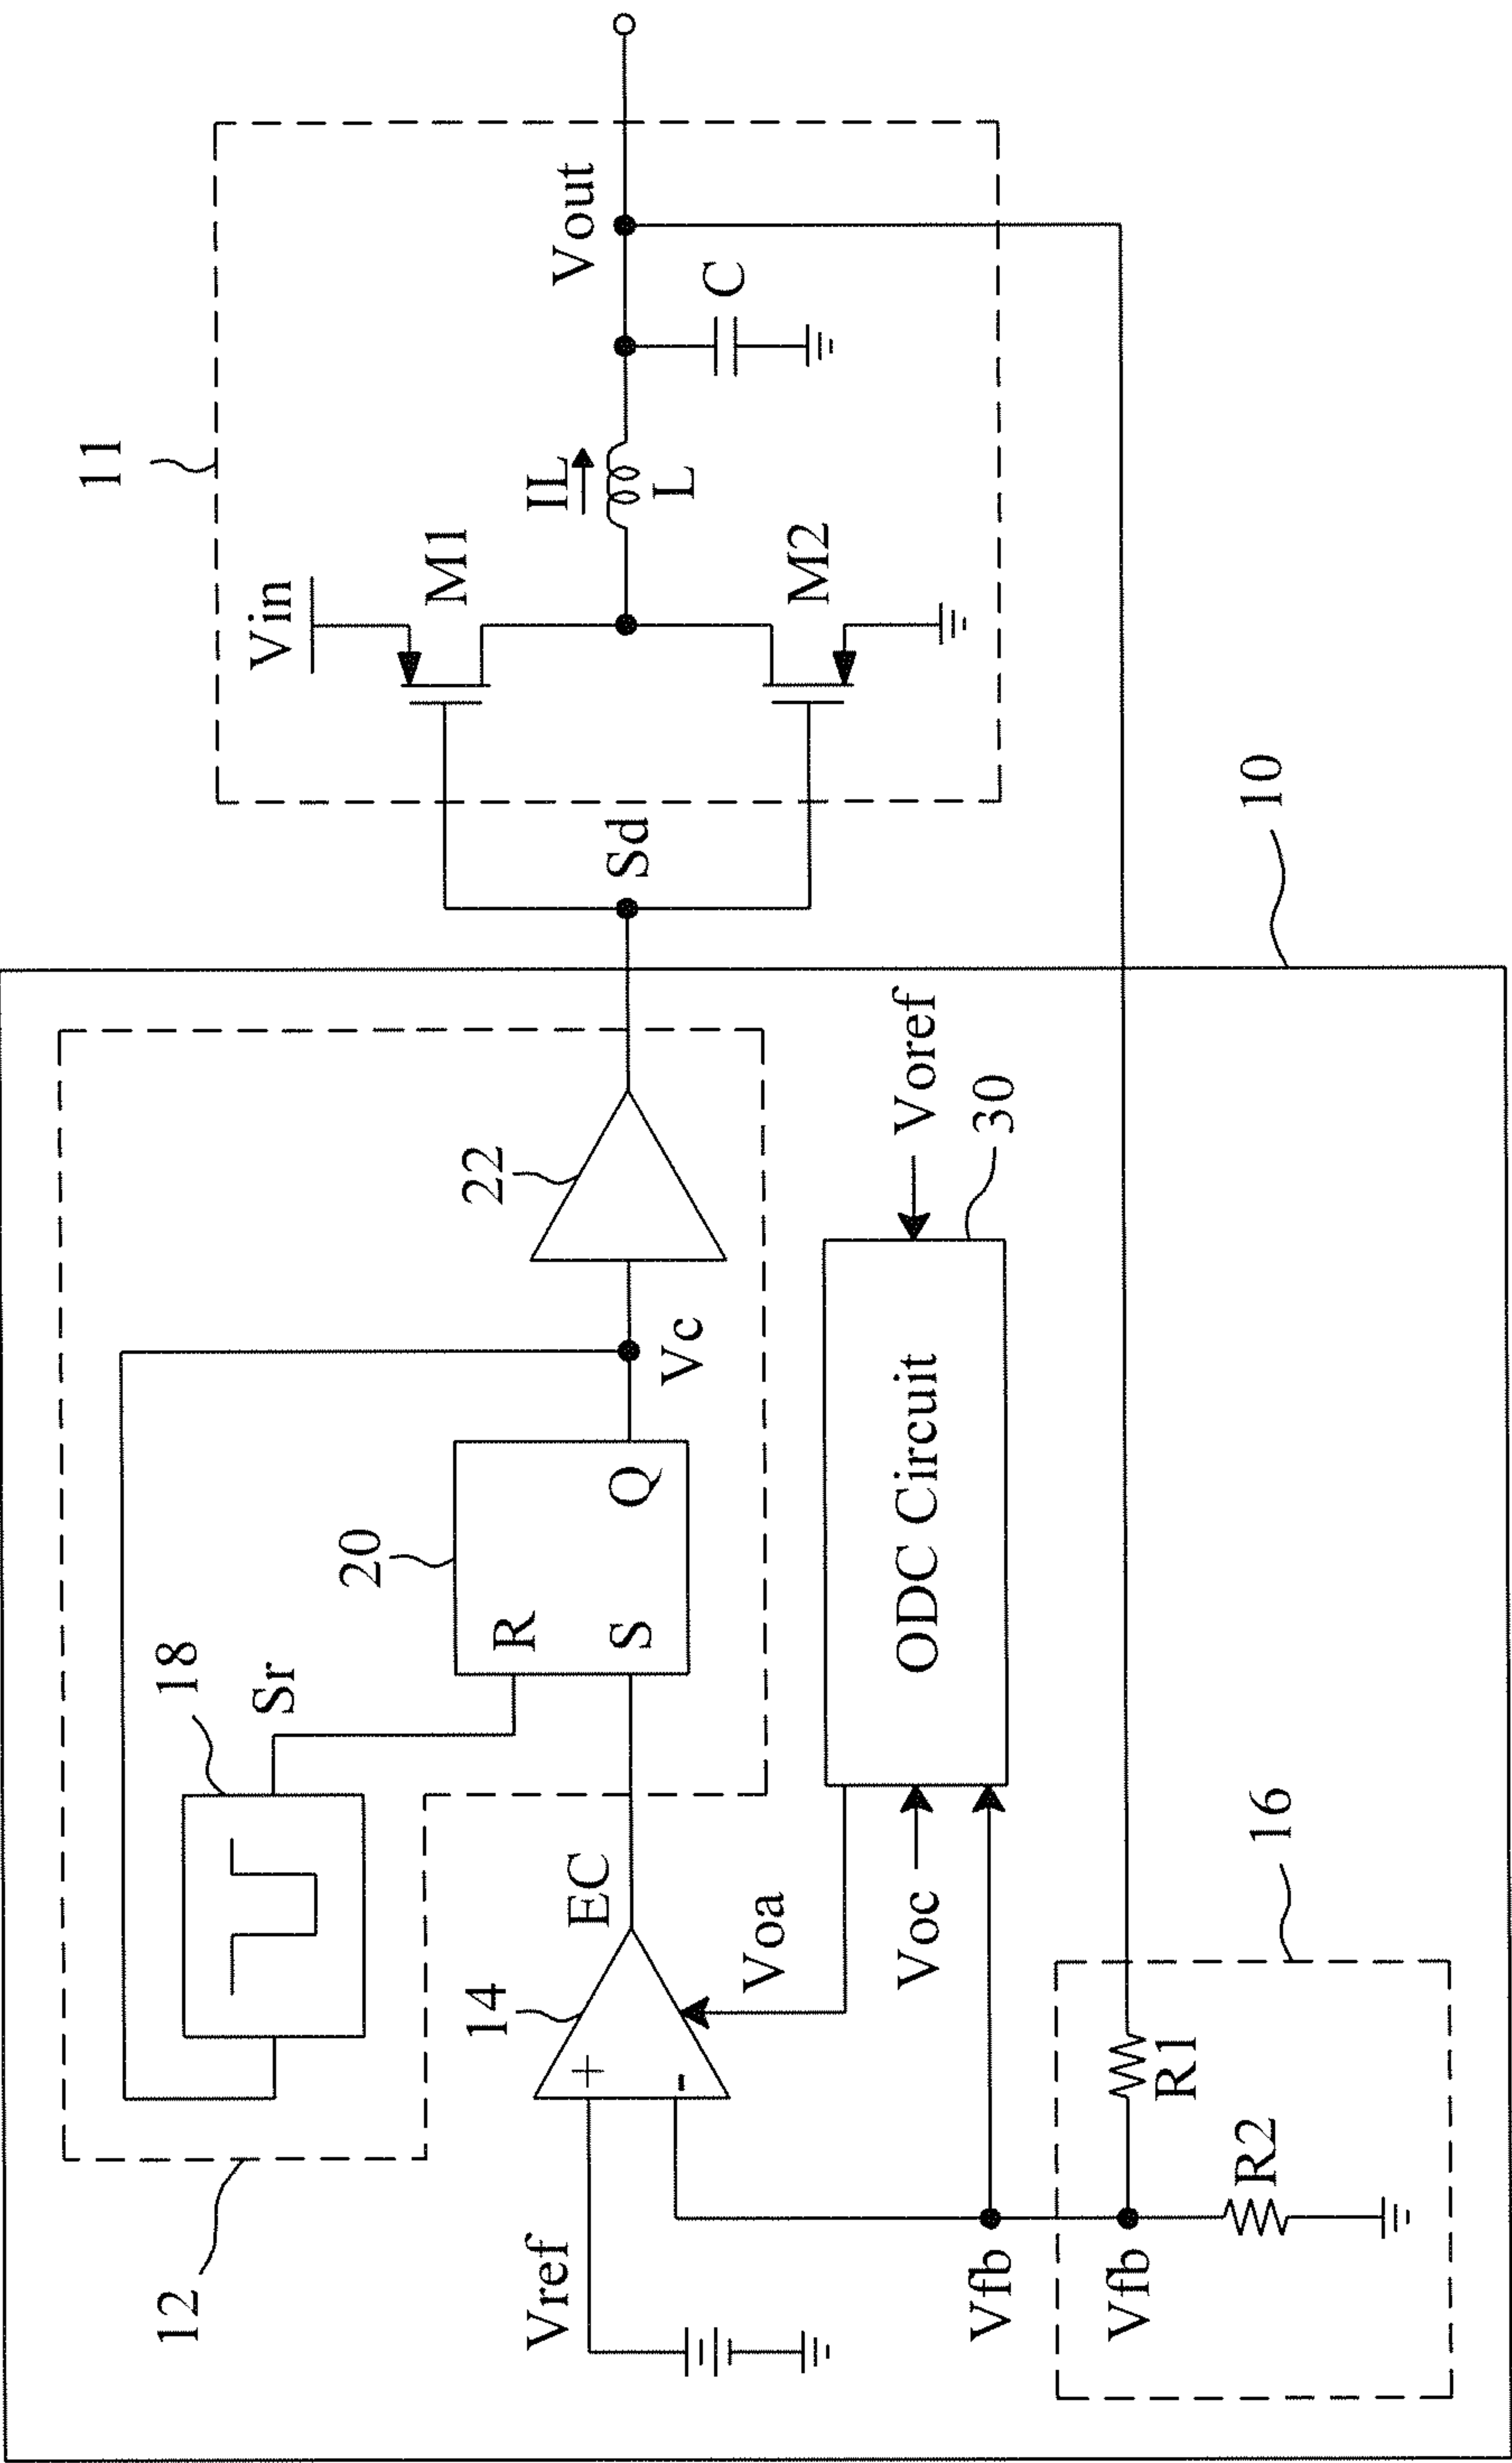 11
Vin
M1
IL
L
Vout
C
M2
Sd
10
12
18
Sr
20
R
S
Q
Vc
22
Vref
14
+
-
EC
Voa
Voc
ODC Circuit
Voref
30
Vfb
Vfb
R1
R2
16